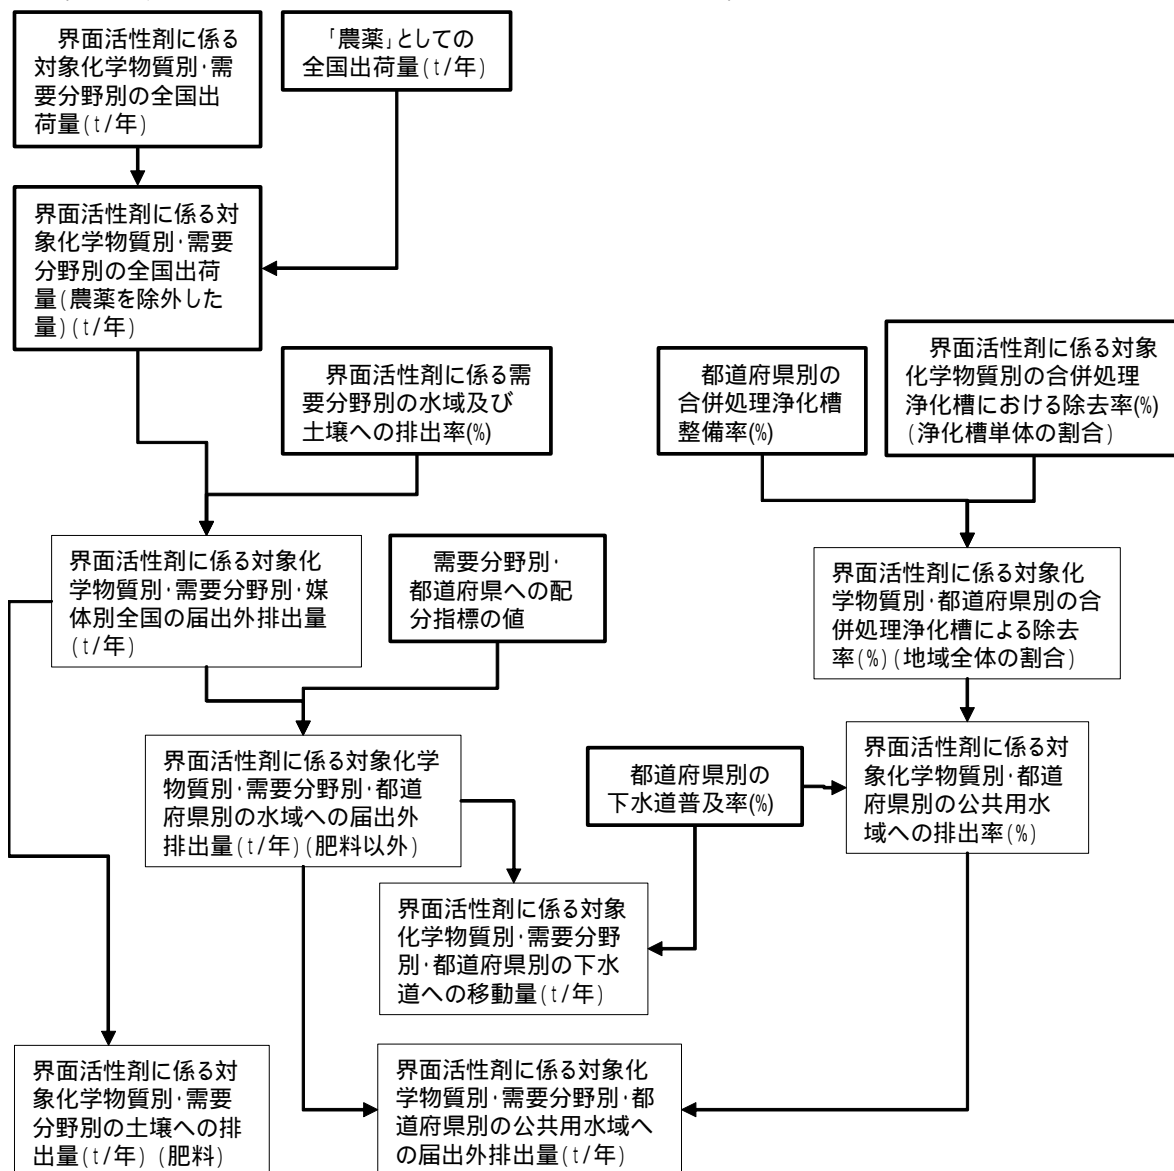 界面活性剤に係る
対象化学物質別・需
要分野別の全国出
荷量(t/年)
「農薬」としての
全国出荷量(t/年)
界面活性剤に係る対
象化学物質別・需要
分野別の全国出荷
量(農薬を除外した
量)(t/年)
界面活性剤に係る需
要分野別の水域及び
土壌への排出率(%)
都道府県別の
合併処理浄化槽
整備率(%)
界面活性剤に係る対象
化学物質別の合併処理
浄化槽における除去率(%)
(浄化槽単体の割合)
界面活性剤に係る対象化
学物質別・需要分野別・媒
体別全国の届出外排出量
(t/年)
需要分野別・
都道府県への配
分指標の値
界面活性剤に係る対象化
学物質別・都道府県別の合
併処理浄化槽による除去
率(%)(地域全体の割合)
界面活性剤に係る対象化学
物質別・需要分野別・都道
府県別の水域への届出外
排出量(t/年)(肥料以外)
都道府県別の
下水道普及率(%)
界面活性剤に係る対
象化学物質別・都道
府県別の公共用水
域への排出率(%)
界面活性剤に係る対象
化学物質別・需要分野
別・都道府県別の下水
道への移動量(t/年)
界面活性剤に係る対
象化学物質別・需要
分野別の土壌への排
出量(t/年)(肥料)
界面活性剤に係る対象化
学物質別・需要分野別・都
道府県別の公共用水域へ
の届出外排出量(t/年)